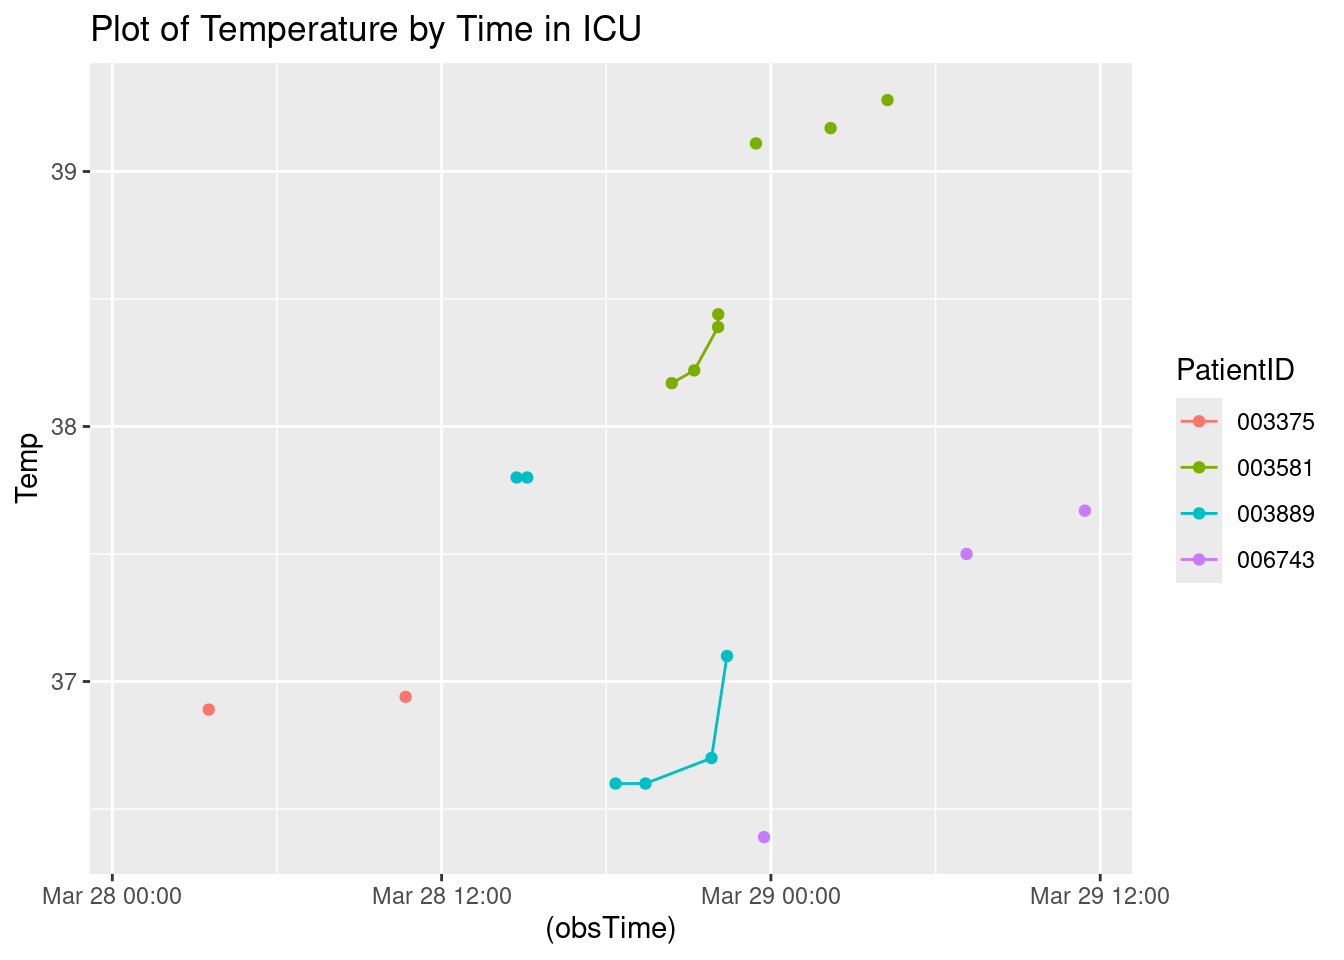 Plot of Temperature by Time in ICU
39
38
37
Temp
Mar 28 00:00
Mar 28 12:00
Mar 29 00:00
Mar 29 12:00
(obsTime)
PatientID
003375
003581
003889
006743